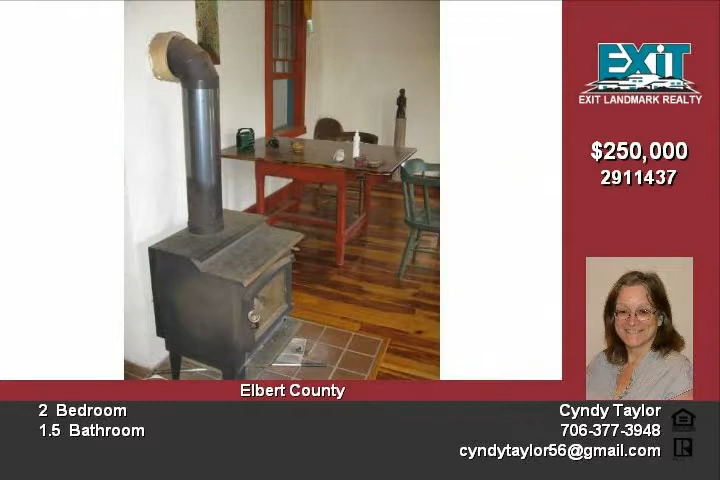 EXIT
EXIT LANDMARK REALTY
$250,000
2911437
Elbert County
2 Bedroom
1.5 Bathroom
Cyndy Taylor
706-377-3948
cyndytaylor56@gmail.com